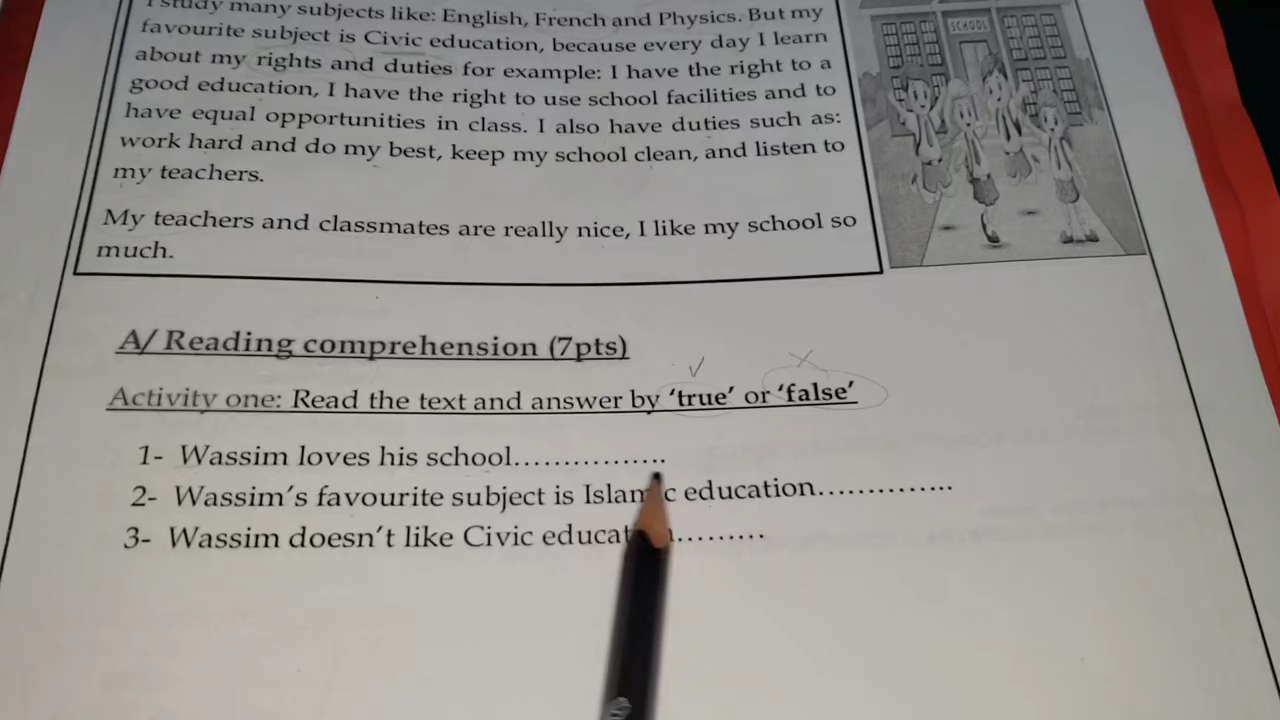 I study many subjects like: English, French and Physics. But my
favourite subject is Civic education, because every day I learn
about my rights and duties for example: I have the right to a
good education, I have the right to use school facilities and to
have equal opportunities in class. I also have duties such as:
work hard and do my best, keep my school clean, and listen to
my teachers.
My teachers and classmates are really nice, I like my school so
much.
SCHOOL
A/ Reading comprehension (7pts)
Activity one: Read the text and answer by ‘true’ or ‘false’
1- Wassim loves his school................
2- Wassim’s favourite subject is Islamic education..............
3- Wassim doesn’t like Civic education.........